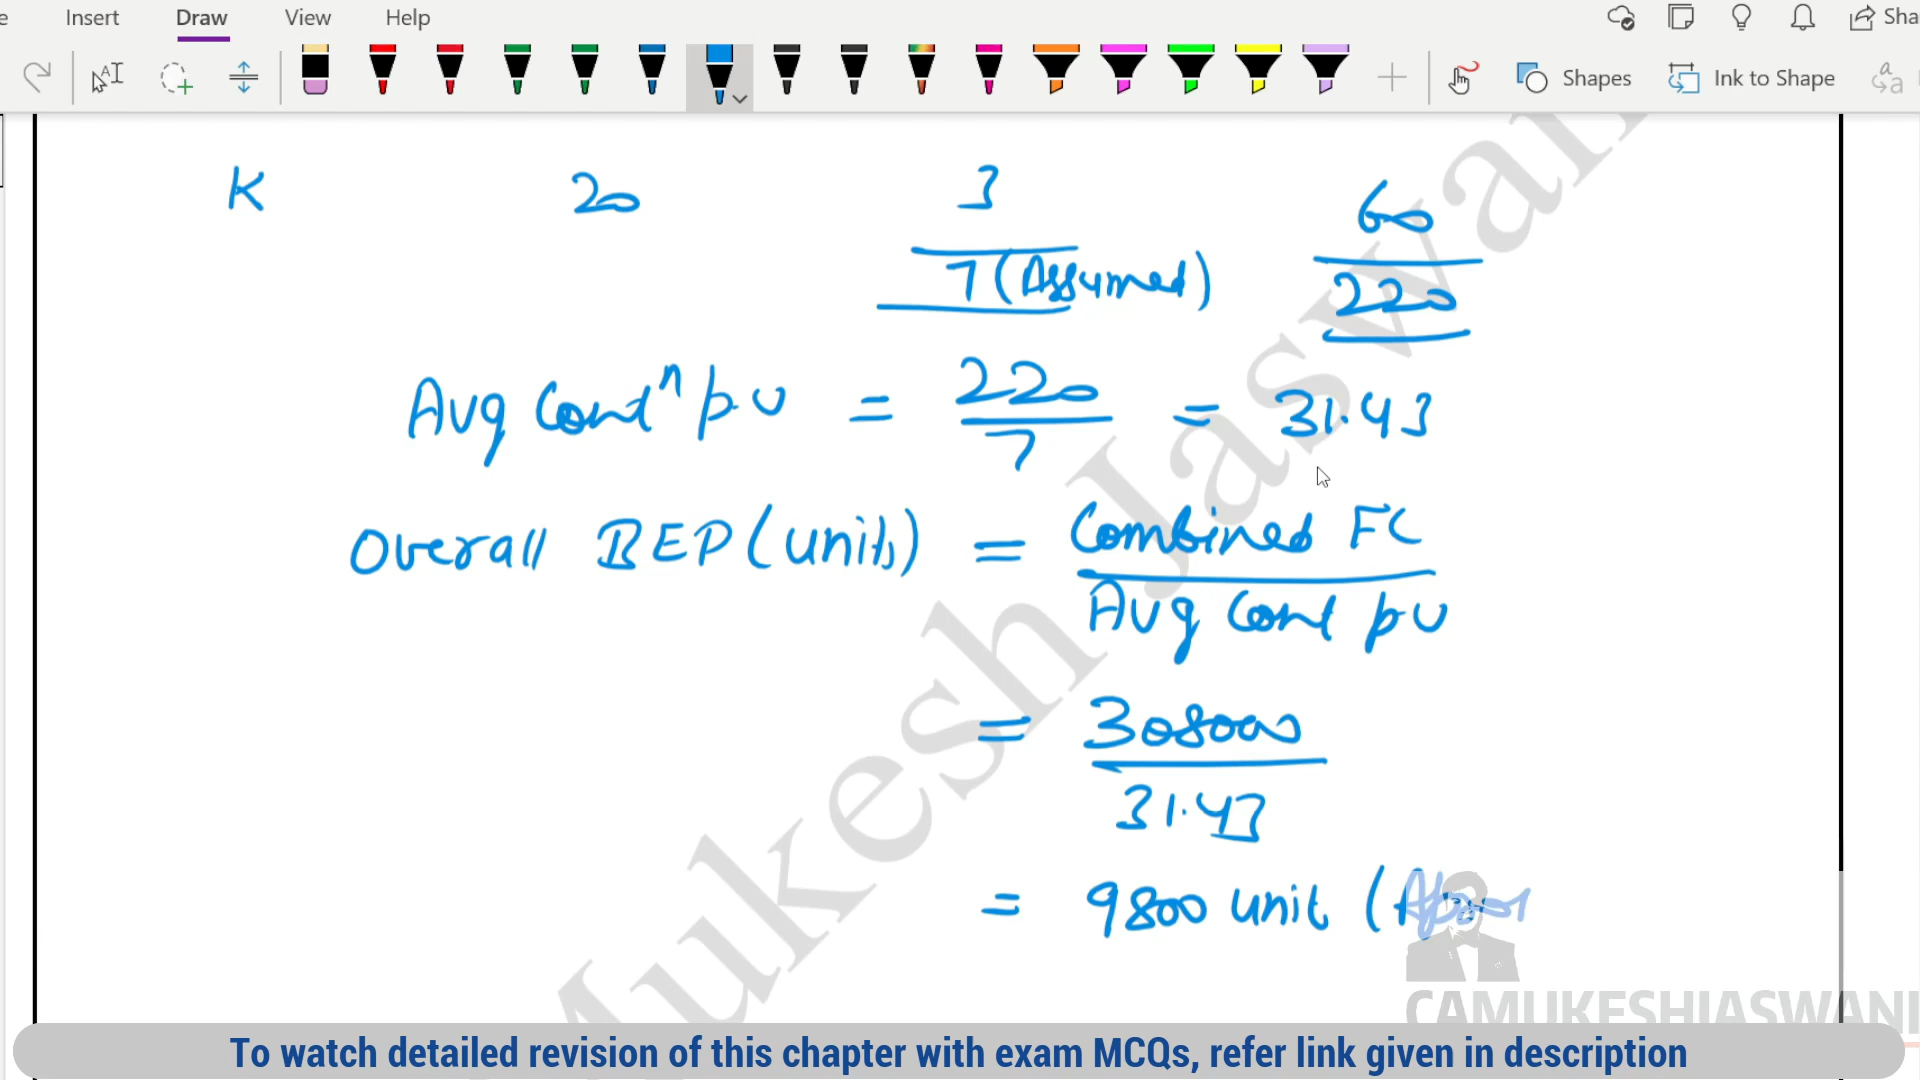 Insert Draw View Help Sha
Shapes Ink to Shape
K 20 3 60
7 (Assumed) 220
Avg Contn p.u = 220 / 7 = 31.43
Overall BEP (units) = Combined FC / Avg Cont pu
= 308000 / 31.43
= 9800 unit (Appror
Mukesh Jaswani
CAMUKESHJASWANI
To watch detailed revision of this chapter with exam MCQs, refer link given in description